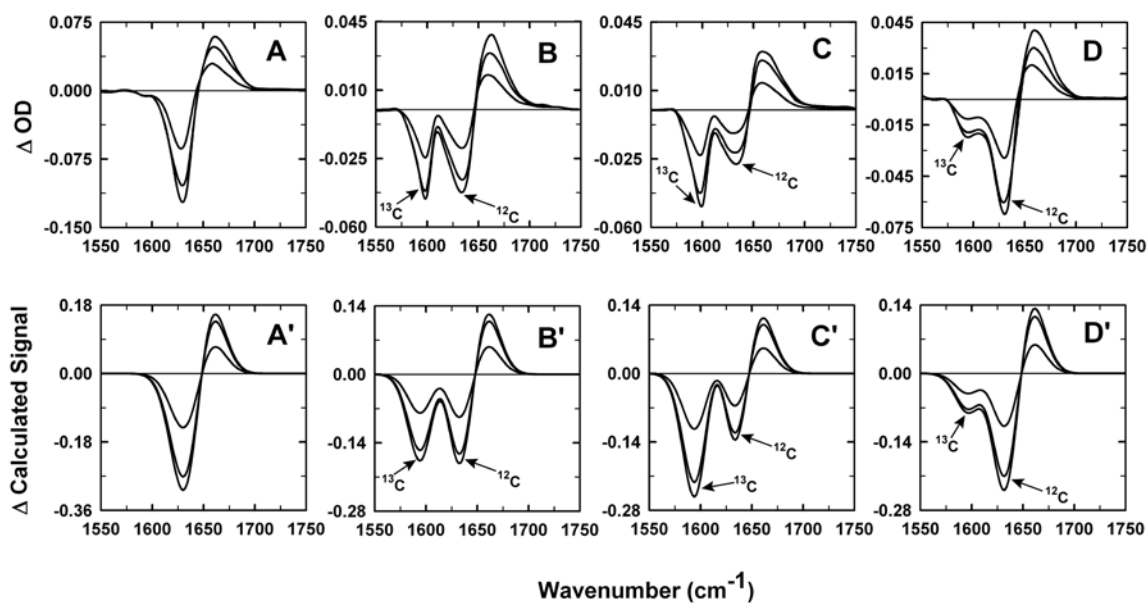 A B C D
0.075 0.045 0.045 0.045
0.000 0.010 0.010 0.015
-0.075 -0.025 -0.025 -0.015
-0.045
-0.150 -0.060 -0.060 -0.075
Δ OD
¹³C ¹²C ¹³C ¹²C ¹³C ¹²C
1550 1600 1650 1700 1750 1550 1600 1650 1700 1750 1550 1600 1650 1700 1750 1550 1600 1650 1700 1750
A' B' C' D'
0.18 0.14 0.14 0.14
0.00 0.00 0.00 0.00
-0.18 -0.14 -0.14 -0.14
-0.36 -0.28 -0.28 -0.28
Δ Calculated Signal
¹³C ¹²C ¹³C ¹²C ¹³C ¹²C
1550 1600 1650 1700 1750 1550 1600 1650 1700 1750 1550 1600 1650 1700 1750 1550 1600 1650 1700 1750
Wavenumber (cm⁻¹)